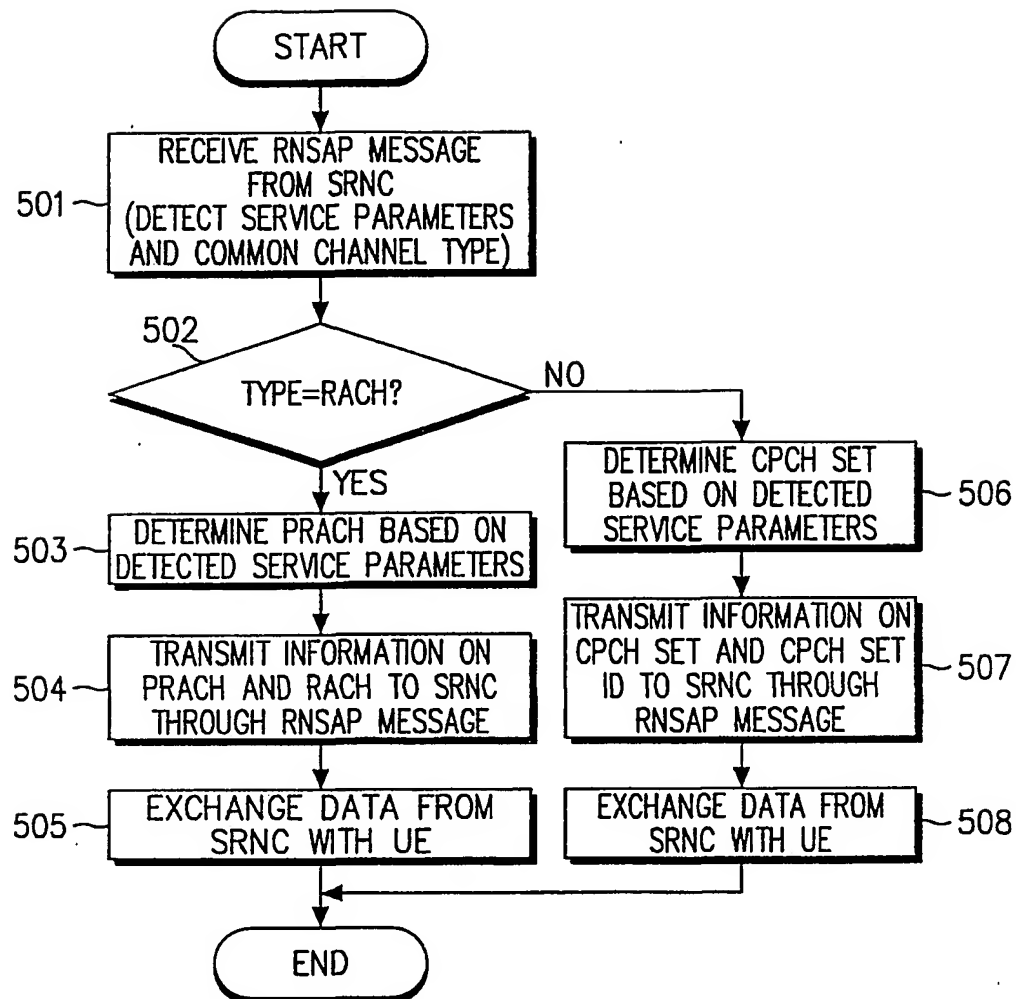 START
RECEIVE RNSAP MESSAGE
FROM SRNC
(DETECT SERVICE PARAMETERS
AND COMMON CHANNEL TYPE)
501
502
TYPE=RACH?
NO
YES
503
DETERMINE PRACH BASED ON
DETECTED SERVICE PARAMETERS
504
TRANSMIT INFORMATION ON
PRACH AND RACH TO SRNC
THROUGH RNSAP MESSAGE
505
EXCHANGE DATA FROM
SRNC WITH UE
DETERMINE CPCH SET
BASED ON DETECTED
SERVICE PARAMETERS
506
TRANSMIT INFORMATION ON
CPCH SET AND CPCH SET
ID TO SRNC THROUGH
RNSAP MESSAGE
507
EXCHANGE DATA FROM
SRNC WITH UE
508
END